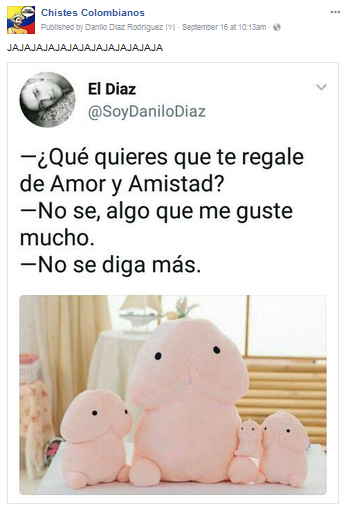 Chistes Colombianos
Published by Danilo Díaz Rodríguez [?] · September 16 at 10:13am ·
JAJAJAJAJAJAJAJAJAJAJAJAJA
El Diaz
@SoyDaniloDiaz
—¿Qué quieres que te regale
de Amor y Amistad?
—No se, algo que me guste
mucho.
—No se diga más.